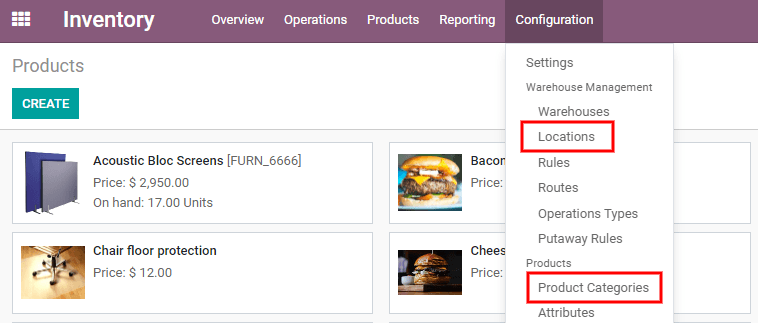 Inventory Overview Operations Products Reporting Configuration
Products
CREATE
Settings
Warehouse Management
Warehouses
Locations
Rules
Routes
Operations Types
Putaway Rules
Products
Product Categories
Attributes
Acoustic Bloc Screens [FURN_6666]
Price: $ 2,950.00
On hand: 17.00 Units
Bacon
Price:
Chair floor protection
Price: $ 12.00
Chees
Price: